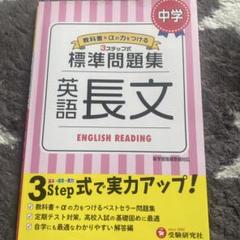 中学
教科書+αの力をつける
3ステップ式
標準問題集
英語 長文
ENGLISH READING
3Step式で実力アップ!
教科書+αの力をつけるベストセラー問題集
定期テスト対策、高校入試の基礎固めに最適
自学にも最適なわかりやすい解答編
受験研究社